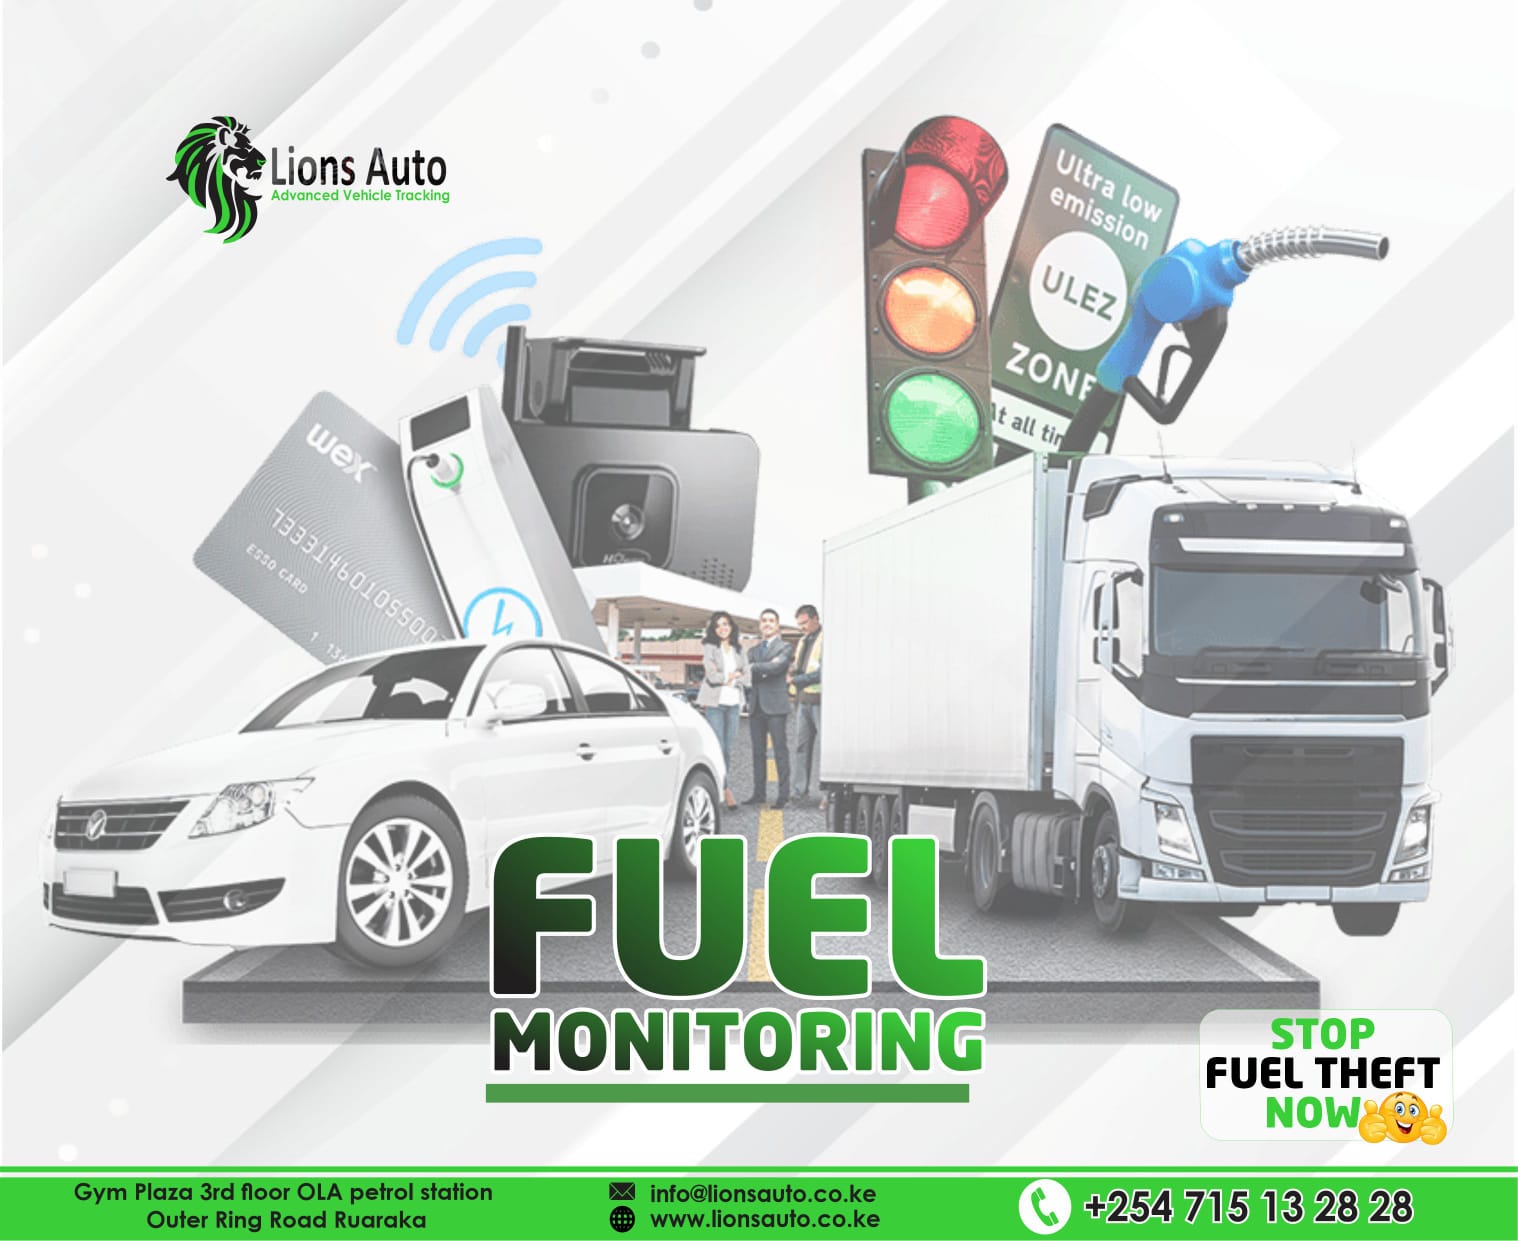 Lions Auto
Advanced Vehicle Tracking
Ultra low
emission
ULEZ
ZONE
At all tim
wex
ESSO CARD
FUEL
MONITORING
STOP
FUEL THEFT
NOW
Gym Plaza 3rd floor OLA petrol station
Outer Ring Road Ruaraka
info@lionsauto.co.ke
www.lionsauto.co.ke
+254 715 13 28 28